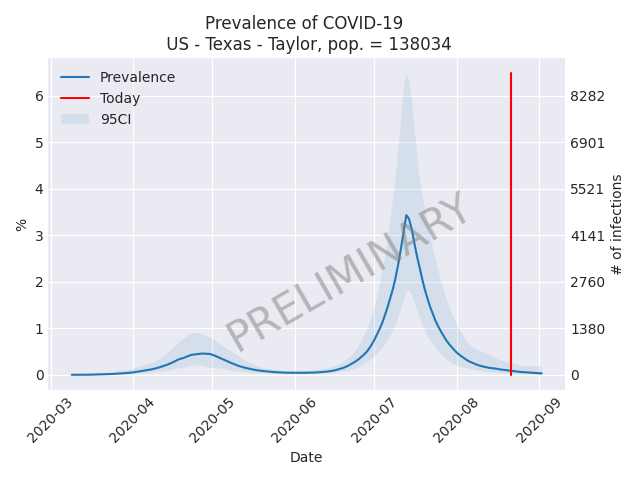 Prevalence of COVID-19
US - Texas - Taylor, pop. = 138034
Prevalence
Today
95CI
6
5
4
3
2
1
0
%
8282
6901
5521
4141
2760
1380
0
# of infections
PRELIMINARY
2020-03
2020-04
2020-05
2020-06
2020-07
2020-08
2020-09
Date